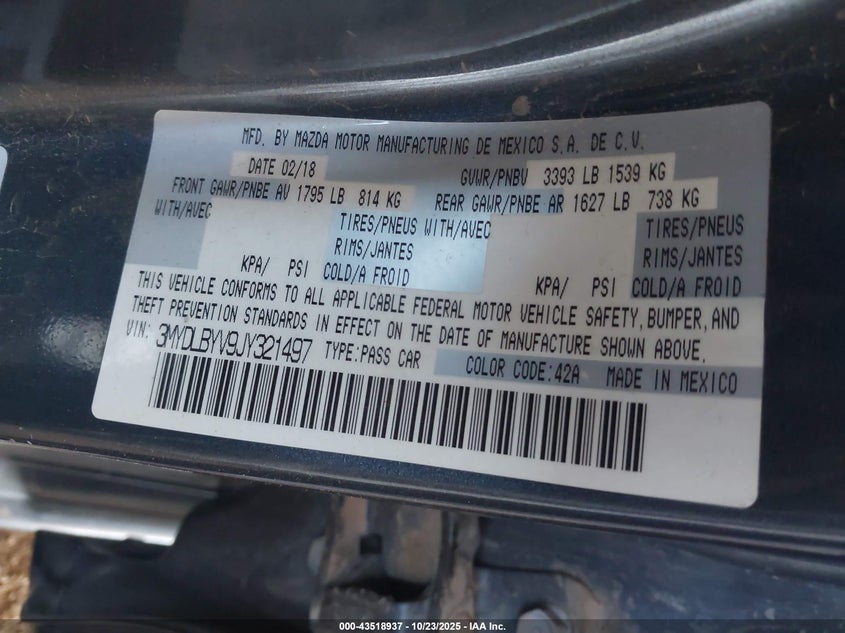 MFD. BY MAZDA MOTOR MANUFACTURING DE MEXICO S.A. DE C.V.
DATE 02/18 GVWR/PNBV 3393 LB 1539 KG
FRONT GAWR/PNBE AV 1795 LB 814 KG REAR GAWR/PNBE AR 1627 LB 738 KG
WITH/AVEC TIRES/PNEUS WITH/AVEC TIRES/PNEUS
RIMS/JANTES RIMS/JANTES
KPA/ PSI COLD/A FROID KPA/ PSI COLD/A FROID
THIS VEHICLE CONFORMS TO ALL APPLICABLE FEDERAL MOTOR VEHICLE SAFETY, BUMPER, AND
THEFT PREVENTION STANDARDS IN EFFECT ON THE DATE OF MANUFACTURE SHOWN ABOVE.
VIN: 3MYDLBYV9JY321497 TYPE:PASS CAR COLOR CODE:42A MADE IN MEXICO
000-43518937 - 10/23/2025 - IAA Inc.